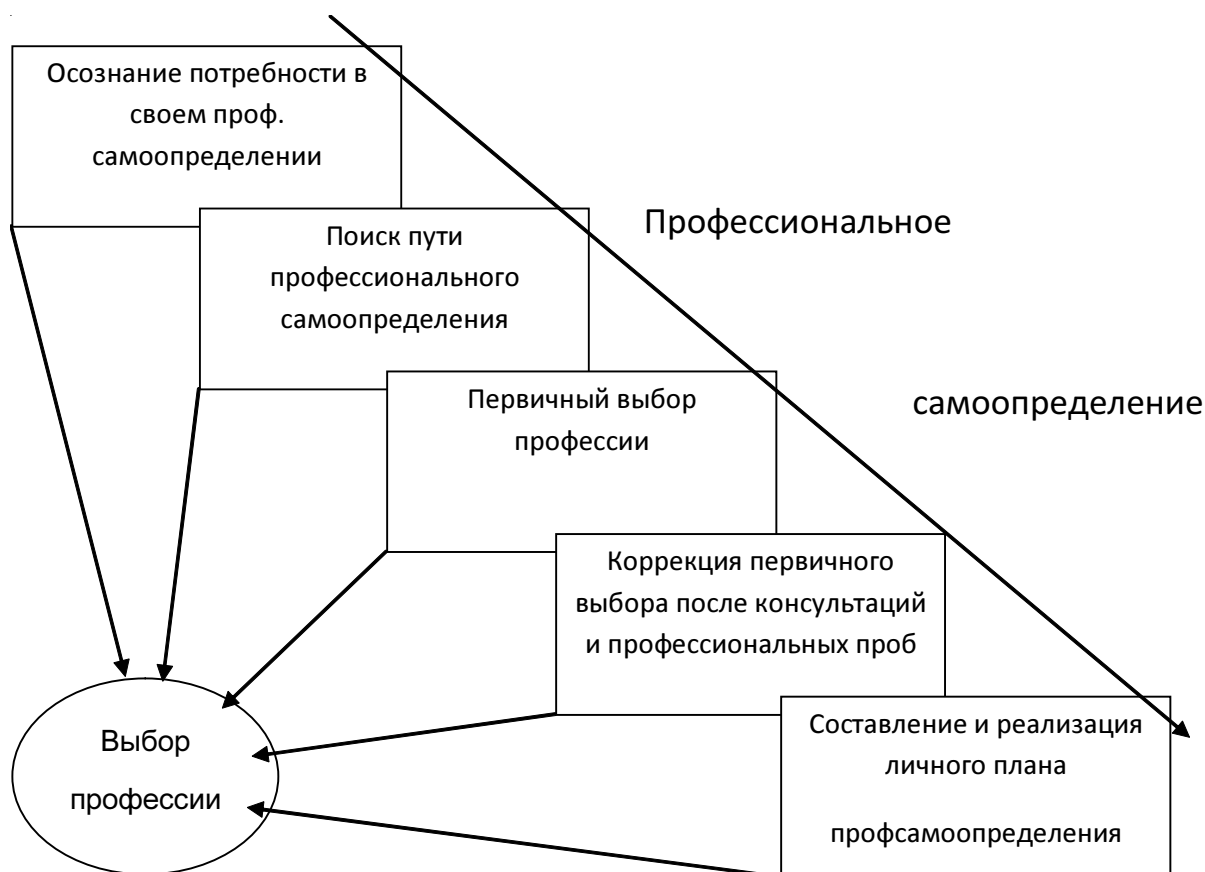 Осознание потребности в
своем проф.
самоопределении
Профессиональное
Поиск пути
профессионального
самоопределения
самоопределение
Первичный выбор
профессии
Коррекция первичного
выбора после консультаций
и профессиональных проб
Составление и реализация
личного плана
профсамоопределения
Выбор
профессии